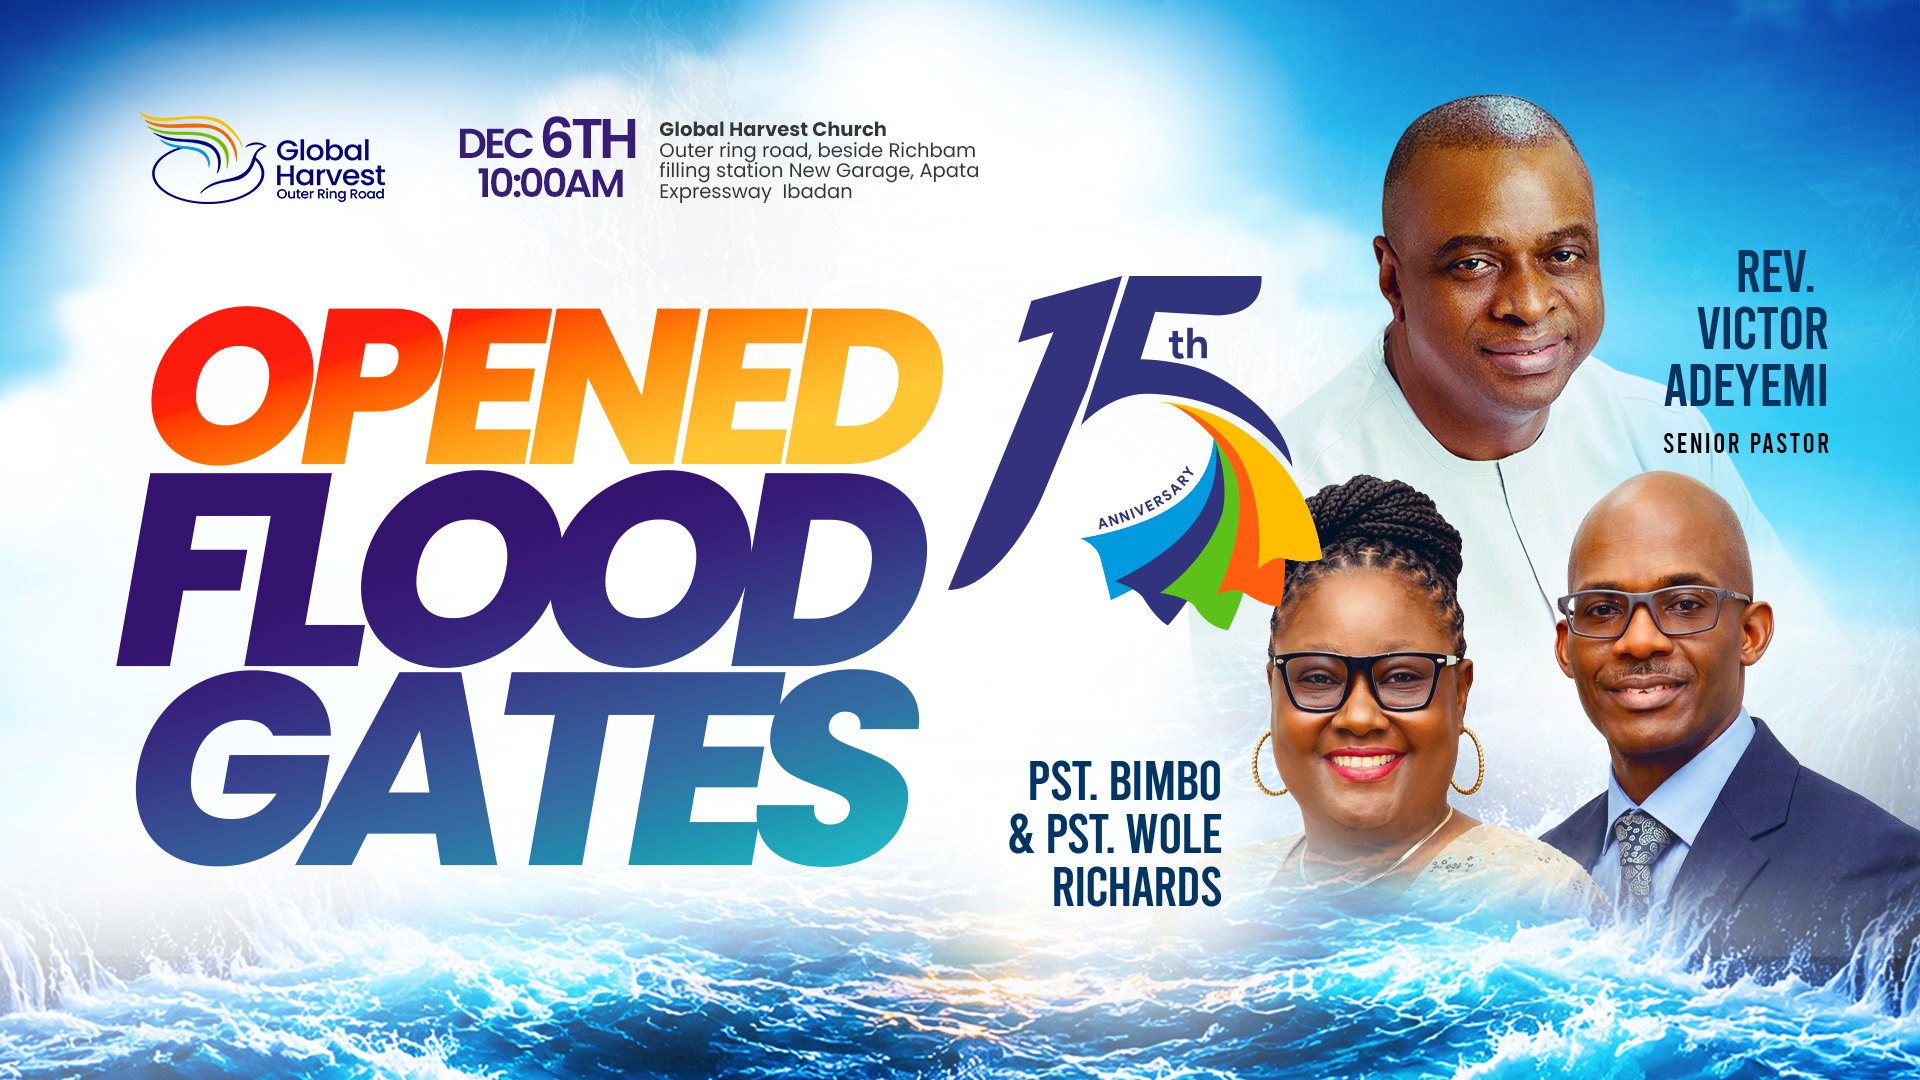 Global
Harvest
Outer Ring Road
DEC 6TH
10:00AM
Global Harvest Church
Outer ring road, beside Richbam
filling station New Garage, Apata
Expressway Ibadan
OPENED
FLOOD
GATES
15th
ANNIVERSARY
REV.
VICTOR
ADEYEMI
SENIOR PASTOR
PST. BIMBO
& PST. WOLE
RICHARDS